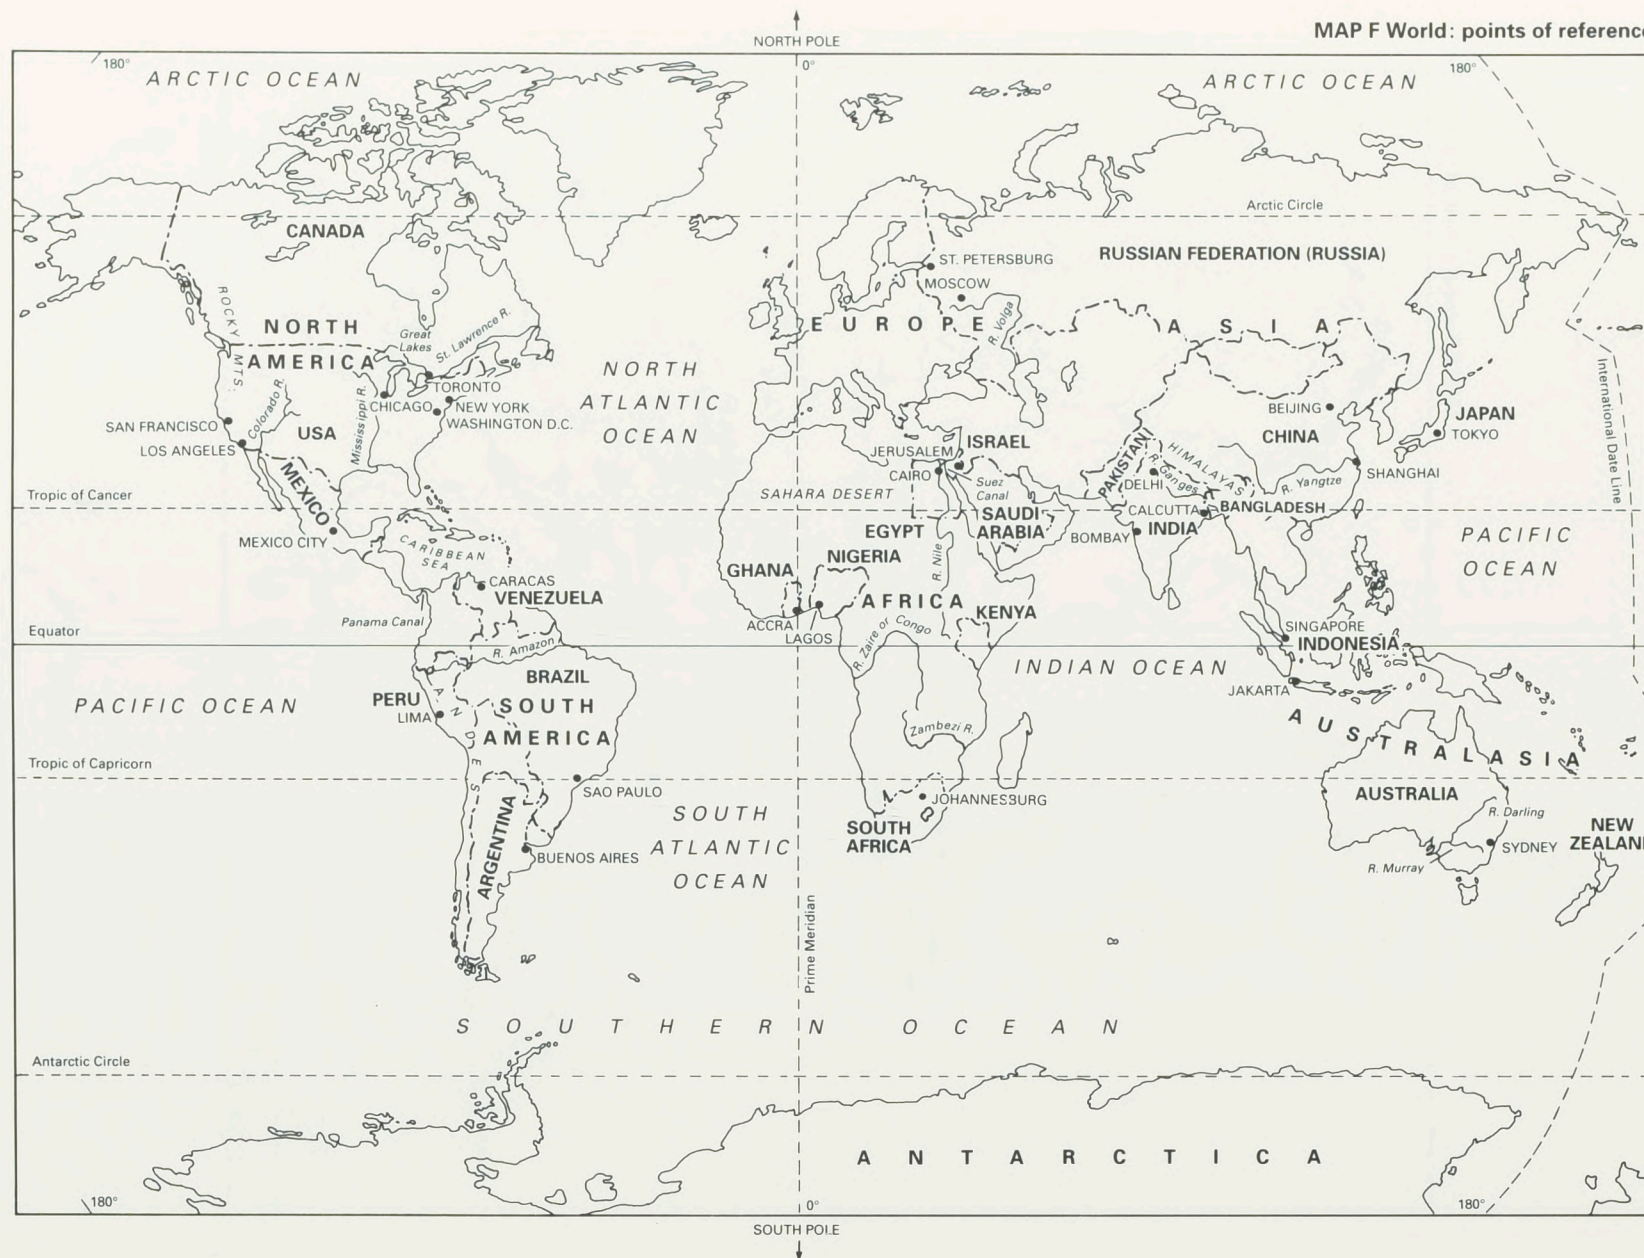 MAP F World: points of reference
NORTH POLE
180°
0°
180°
ARCTIC OCEAN
ARCTIC OCEAN
Arctic Circle
CANADA
RUSSIAN FEDERATION (RUSSIA)
ST. PETERSBURG
MOSCOW
ROCKY MTS.
NORTH
AMERICA
Great
Lakes
St. Lawrence R.
EUROPE
R. Volga
ASIA
International Date Line
NORTH
ATLANTIC
OCEAN
TORONTO
CHICAGO
NEW YORK
WASHINGTON D.C.
SAN FRANCISCO
LOS ANGELES
Colorado R.
USA
Mississippi R.
BEIJING
CHINA
JAPAN
TOKYO
SHANGHAI
JERUSALEM
ISRAEL
CAIRO
Suez
Canal
PAKISTAN
HIMALAYAS
R. Ganges
DELHI
R. Yangtze
Tropic of Cancer
MEXICO
SAHARA DESERT
SAUDI
ARABIA
CALCUTTA
BANGLADESH
EGYPT
BOMBAY
INDIA
MEXICO CITY
CARIBBEAN
SEA
PACIFIC
OCEAN
R. Nile
NIGERIA
GHANA
CARACAS
VENEZUELA
AFRICA
KENYA
Panama Canal
ACCRA
LAGOS
R. Zaire or Congo
SINGAPORE
INDONESIA
Equator
R. Amazon
INDIAN OCEAN
BRAZIL
JAKARTA
PACIFIC OCEAN
PERU
LIMA
ANDES
SOUTH
AMERICA
Zambezi R.
AUSTRALASIA
Tropic of Capricorn
SAO PAULO
JOHANNESBURG
AUSTRALIA
R. Darling
SOUTH
ATLANTIC
OCEAN
SOUTH
AFRICA
NEW
ZEALAN
ARGENTINA
BUENOS AIRES
SYDNEY
R. Murray
Prime Meridian
SOUTHERN OCEAN
Antarctic Circle
ANTARCTICA
180°
0°
180°
SOUTH POLE